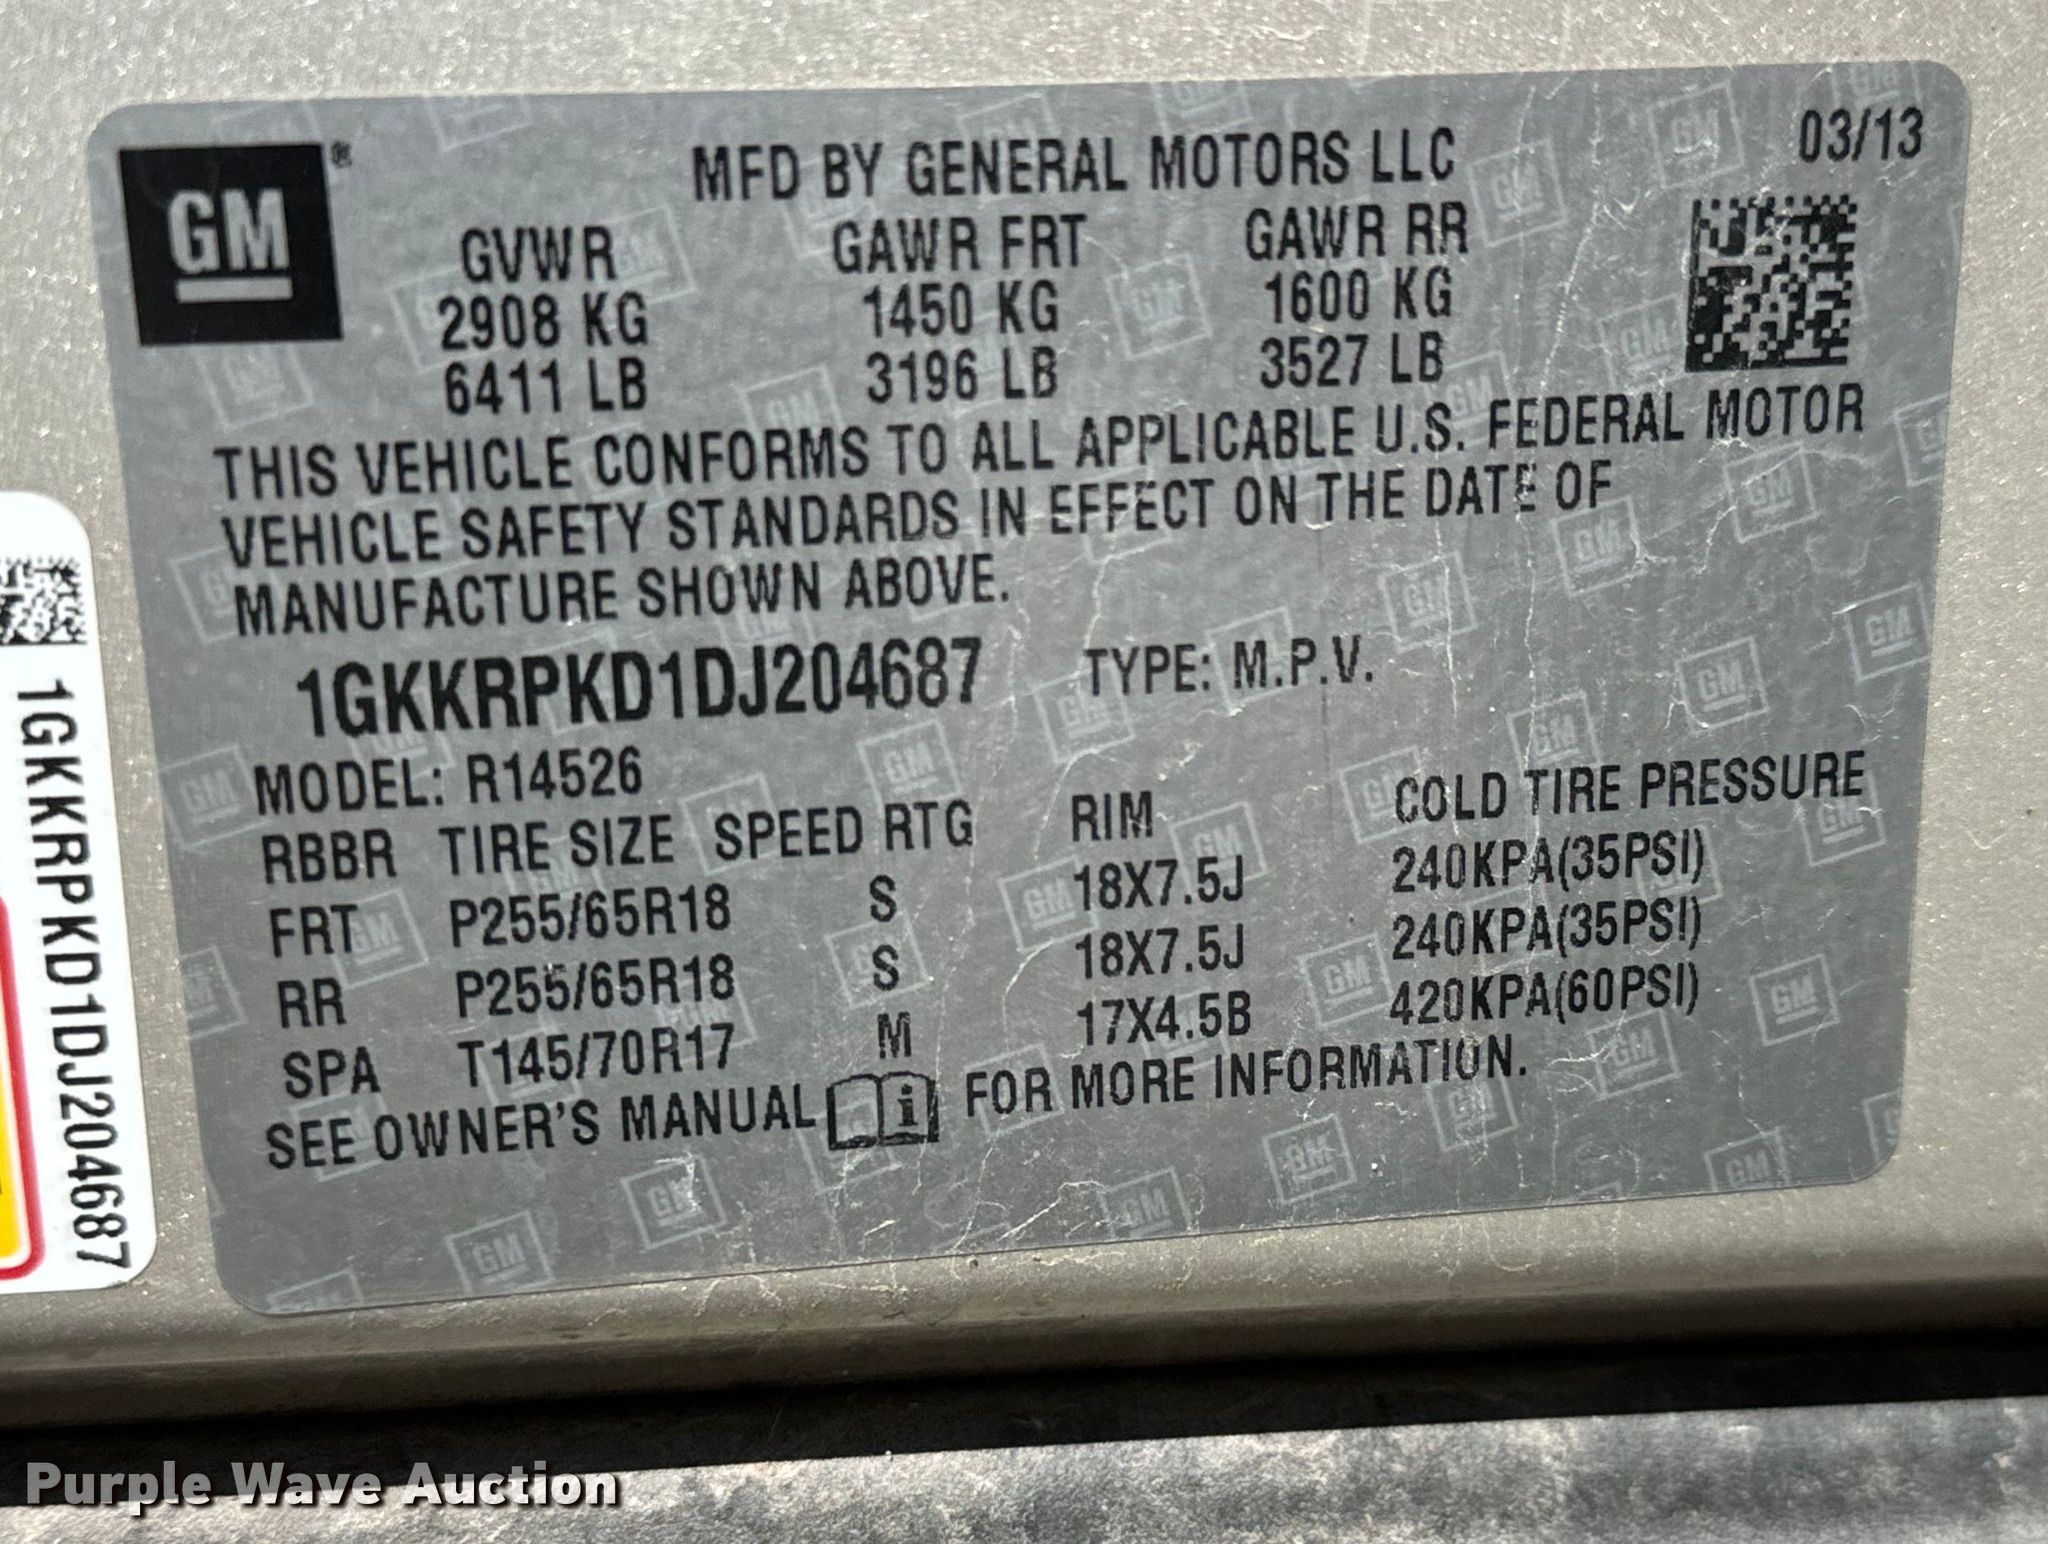 GM®
MFD BY GENERAL MOTORS LLC 03/13
GVWR GAWR FRT GAWR RR
2908 KG 1450 KG 1600 KG
6411 LB 3196 LB 3527 LB
THIS VEHICLE CONFORMS TO ALL APPLICABLE U.S. FEDERAL MOTOR
VEHICLE SAFETY STANDARDS IN EFFECT ON THE DATE OF
MANUFACTURE SHOWN ABOVE.
1GKKRPKD1DJ204687 TYPE: M.P.V.
MODEL: R14526
RBBR TIRE SIZE SPEED RTG RIM COLD TIRE PRESSURE
FRT P255/65R18 S 18X7.5J 240KPA(35PSI)
RR P255/65R18 S 18X7.5J 240KPA(35PSI)
SPA T145/70R17 M 17X4.5B 420KPA(60PSI)
SEE OWNER'S MANUAL i FOR MORE INFORMATION.
1GKKRPKD1DJ204687
Purple Wave Auction